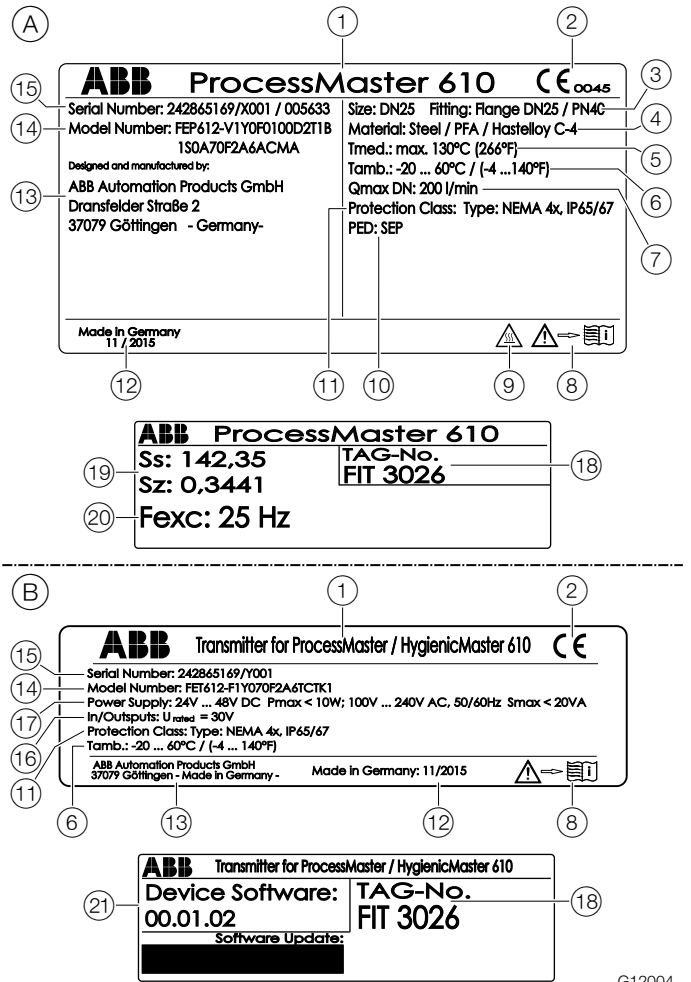 A
1
2
ABB ProcessMaster 610 CE 0045
15
Serial Number: 242865169/X001 / 005633
14
Model Number: FEP612-V1Y0F0100D2T1B
1S0A70F2A6ACMA
Designed and manufactured by:
13
ABB Automation Products GmbH
Dransfelder Straße 2
37079 Göttingen - Germany-
Size: DN25 Fitting: Flange DN25 / PN40
3
Material: Steel / PFA / Hastelloy C-4
4
Tmed.: max. 130°C (266°F)
5
Tamb.: -20 ... 60°C / (-4 ...140°F)
6
Qmax DN: 200 l/min
7
Protection Class: Type: NEMA 4x, IP65/67
PED: SEP
Made in Germany
11 / 2015
12
11
10
9
8
ABB ProcessMaster 610
19
Ss: 142,35
Sz: 0,3441
TAG-No.
FIT 3026
18
20
Fexc: 25 Hz
B
1
2
ABB Transmitter for ProcessMaster / HygienicMaster 610 CE
15
Serial Number: 242865169/Y001
14
Model Number: FET612-F1Y070F2A6TCTK1
17
Power Supply: 24V ... 48V DC Pmax < 10W; 100V ... 240V AC, 50/60Hz Smax < 20VA
16
In/Outsputs: U rated = 30V
11
Protection Class: Type: NEMA 4x, IP65/67
6
Tamb.: -20 ... 60°C / (-4 ... 140°F)
ABB Automation Products GmbH
37079 Göttingen - Made in Germany -
Made in Germany: 11/2015
i
13
12
8
ABB Transmitter for ProcessMaster / HygienicMaster 610
21
Device Software:
00.01.02
Software Update:
TAG-No.
FIT 3026
18
G12004